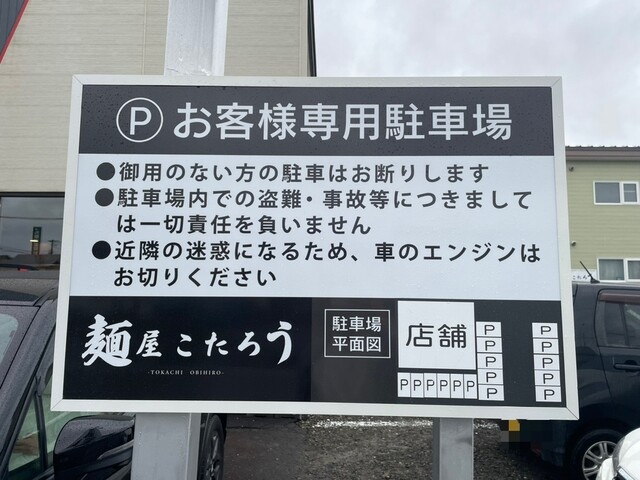 Ⓟお客様専用駐車場
●御用のない方の駐車はお断りします
●駐車場内での盗難・事故等につきまして
は一切責任を負いません
●近隣の迷惑になるため、車のエンジンは
お切りください
麺屋こたろう
-TOKACHI OBIHIRO-
駐車場
平面図
店舗
P P P P P P
P
P
P
P
P
P
P
P